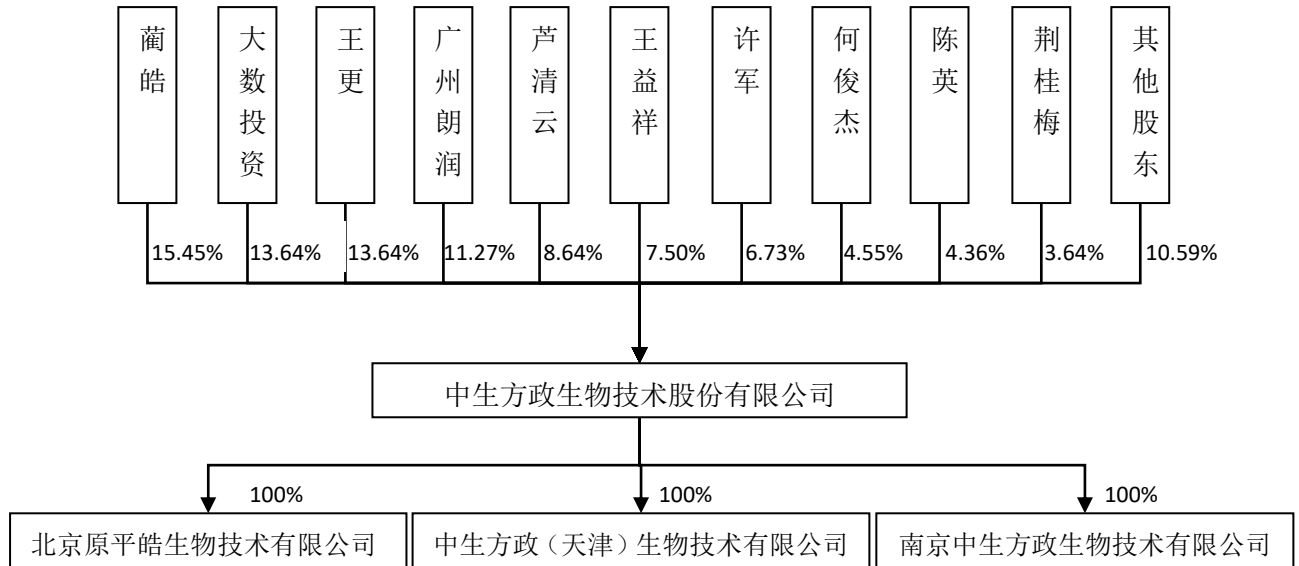 蔺皓
大数投资
王更
广州朗润
芦清云
王益祥
许军
何俊杰
陈英
荆桂梅
其他股东
15.45%
13.64%
13.64%
11.27%
8.64%
7.50%
6.73%
4.55%
4.36%
3.64%
10.59%
中生方政生物技术股份有限公司
100%
100%
100%
北京原平皓生物技术有限公司
中生方政（天津）生物技术有限公司
南京中生方政生物技术有限公司